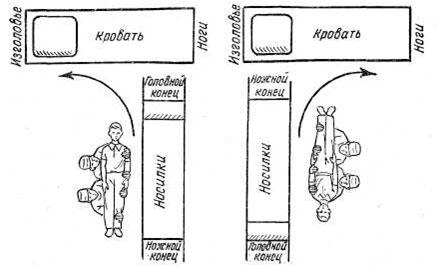 Изголовье
Кровать
Ноги
Головной
конец
Носилки
Ножной
конец
Изголовье
Кровать
Ноги
Ножной
конец
Носилки
Головной
конец